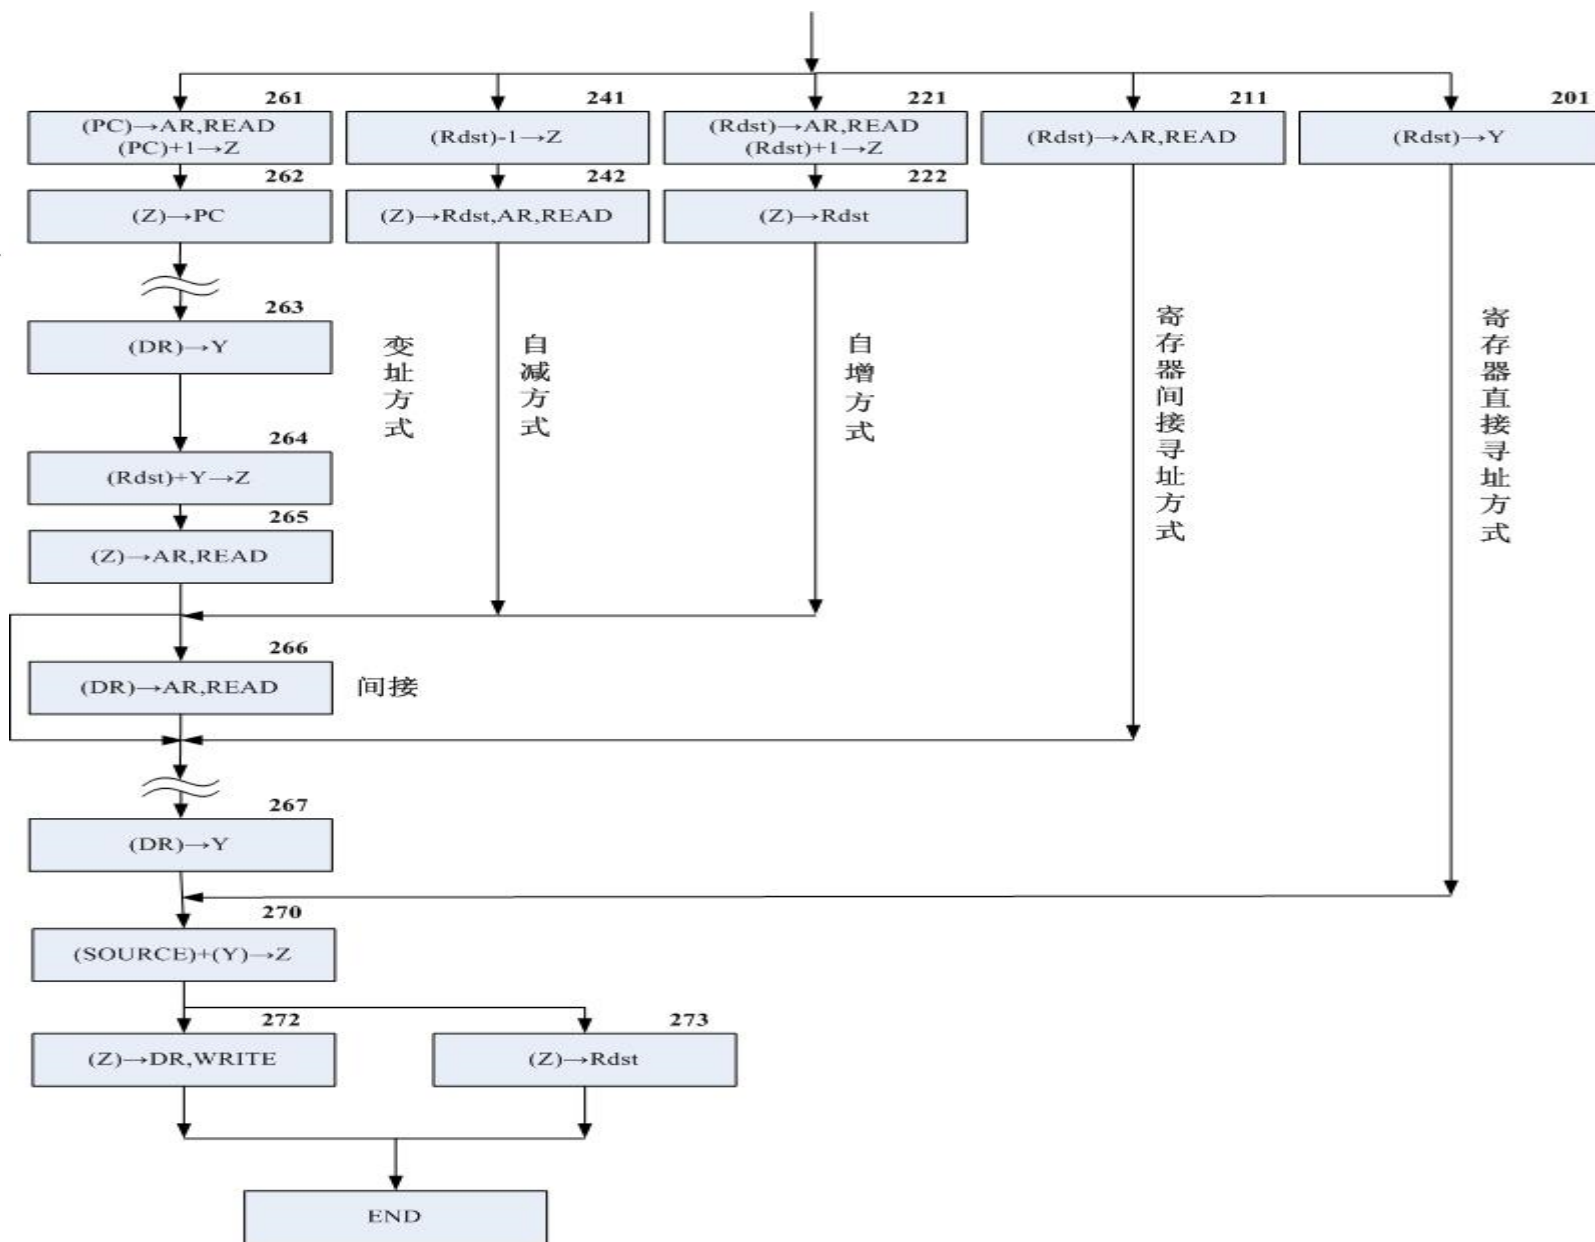 261
241
221
211
201
(PC)→AR,READ
(PC)+1→Z
(Rdst)-1→Z
(Rdst)→AR,READ
(Rdst)+1→Z
(Rdst)→AR,READ
(Rdst)→Y
262
242
222
(Z)→PC
(Z)→Rdst,AR,READ
(Z)→Rdst
263
(DR)→Y
变址方式
自减方式
自增方式
寄存器间接寻址方式
寄存器直接寻址方式
264
(Rdst)+Y→Z
265
(Z)→AR,READ
266
(DR)→AR,READ
间接
267
(DR)→Y
270
(SOURCE)+(Y)→Z
272
273
(Z)→DR,WRITE
(Z)→Rdst
END